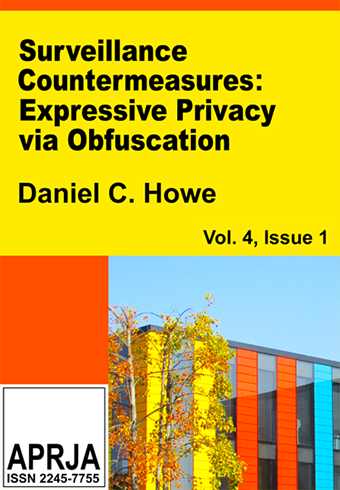 Surveillance
Countermeasures:
Expressive Privacy
via Obfuscation
Daniel C. Howe
Vol. 4, Issue 1
APRJA
ISSN 2245-7755